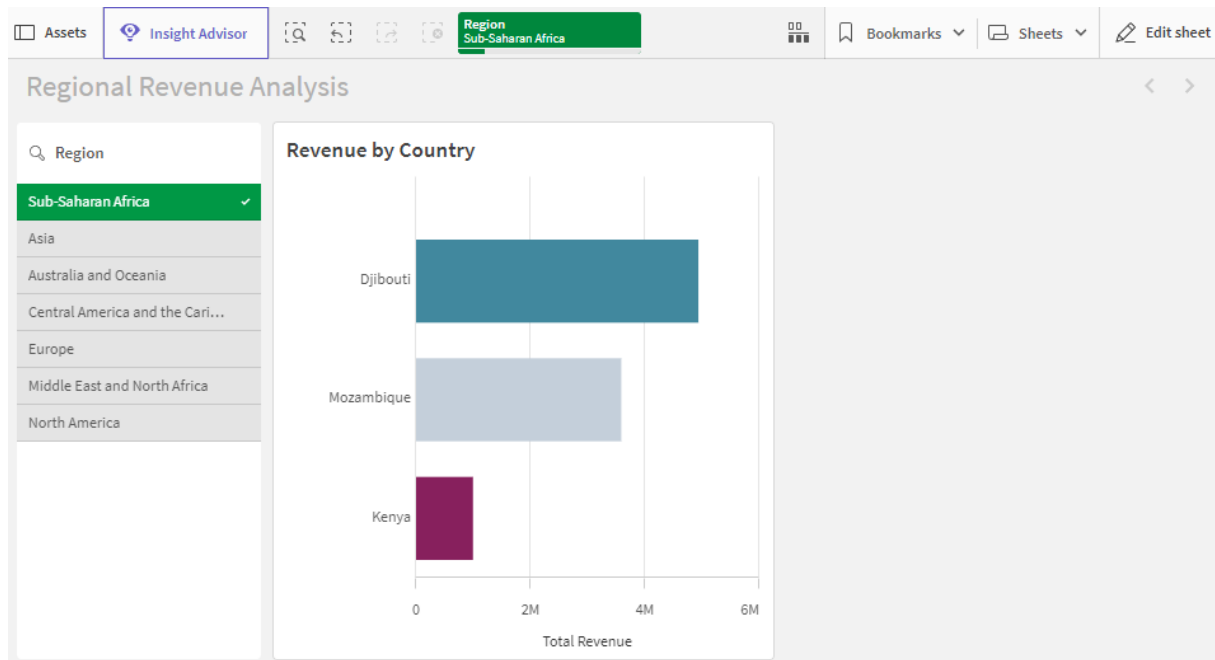 Assets
Insight Advisor
Region
Sub-Saharan Africa
Bookmarks
Sheets
Edit sheet
Regional Revenue Analysis
Region
Sub-Saharan Africa
Asia
Australia and Oceania
Central America and the Cari...
Europe
Middle East and North Africa
North America
Revenue by Country
Djibouti
Mozambique
Kenya
0 2M 4M 6M
Total Revenue